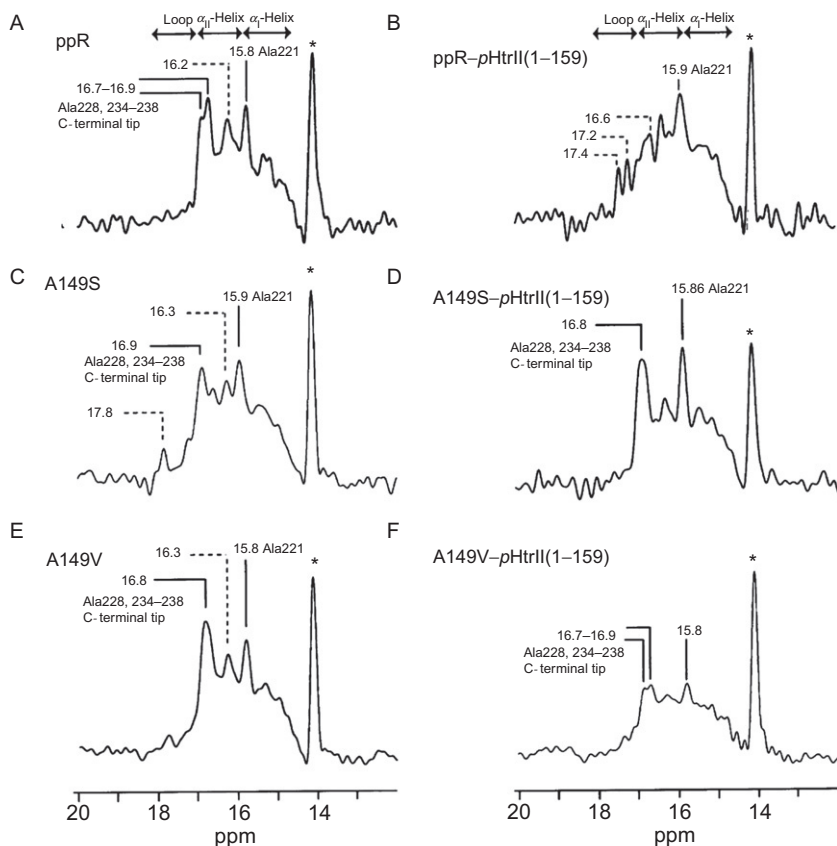 A
Loop αII-Helix αI-Helix
ppR
*
15.8 Ala221
16.2
16.7–16.9
Ala228, 234–238
C-terminal tip
B
Loop αII-Helix αI-Helix
ppR–pHtrII(1–159)
*
15.9 Ala221
16.6
17.2
17.4
C
A149S
*
15.9 Ala221
16.3
16.9
Ala228, 234–238
C-terminal tip
17.8
D
A149S–pHtrII(1–159)
*
15.86 Ala221
16.8
Ala228, 234–238
C-terminal tip
E
A149V
*
15.8 Ala221
16.3
16.8
Ala228, 234–238
C-terminal tip
20 18 16 14
ppm
F
A149V–pHtrII(1–159)
*
16.7–16.9
15.8
Ala228, 234–238
C-terminal tip
20 18 16 14
ppm